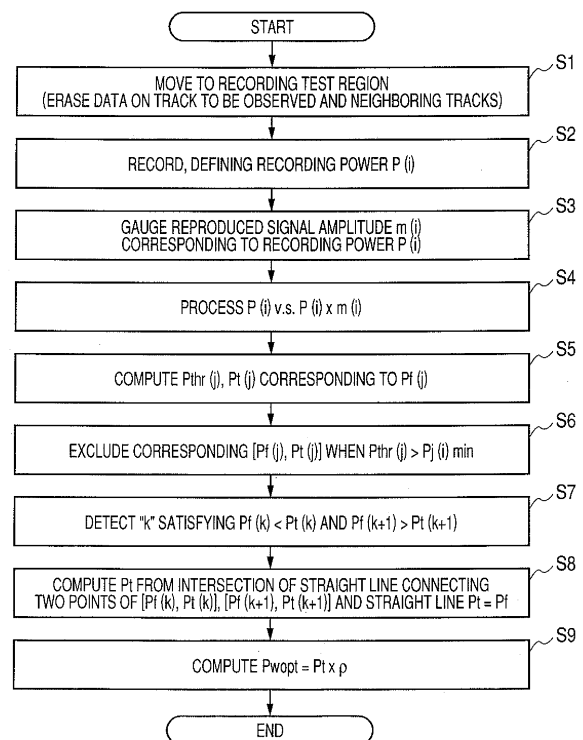 START
S1
MOVE TO RECORDING TEST REGION
(ERASE DATA ON TRACK TO BE OBSERVED AND NEIGHBORING TRACKS)
S2
RECORD, DEFINING RECORDING POWER P (i)
S3
GAUGE REPRODUCED SIGNAL AMPLITUDE m (i)
CORRESPONDING TO RECORDING POWER P (i)
S4
PROCESS P (i) v.s. P (i) x m (i)
S5
COMPUTE Pthr (j), Pt (j) CORRESPONDING TO Pf (j)
S6
EXCLUDE CORRESPONDING [Pf (j), Pt (j)] WHEN Pthr (j) > Pj (i) min
S7
DETECT "k" SATISFYING Pf (k) < Pt (k) AND Pf (k+1) > Pt (k+1)
S8
COMPUTE Pt FROM INTERSECTION OF STRAIGHT LINE CONNECTING
TWO POINTS OF [Pf (k), Pt (k)], [Pf (k+1), Pt (k+1)] AND STRAIGHT LINE Pt = Pf
S9
COMPUTE Pwopt = Pt x ρ
END